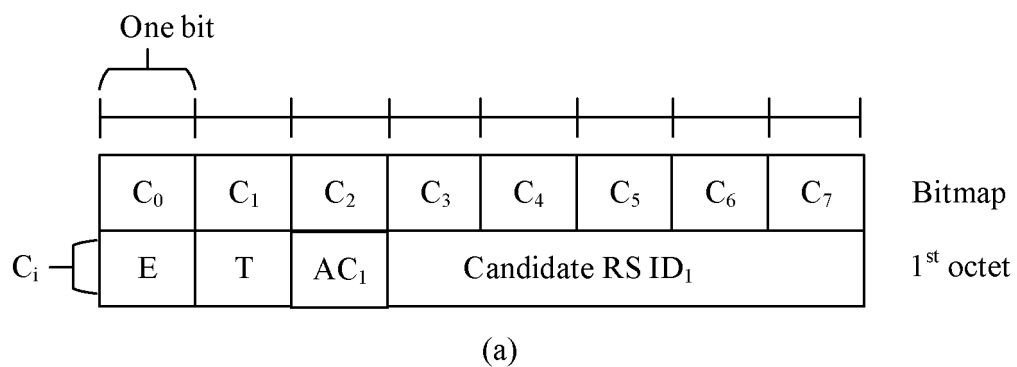 One bit
C₀ C₁ C₂ C₃ C₄ C₅ C₆ C₇ Bitmap
Cᵢ E T AC₁ Candidate RS ID₁ 1ˢᵗ octet
(a)